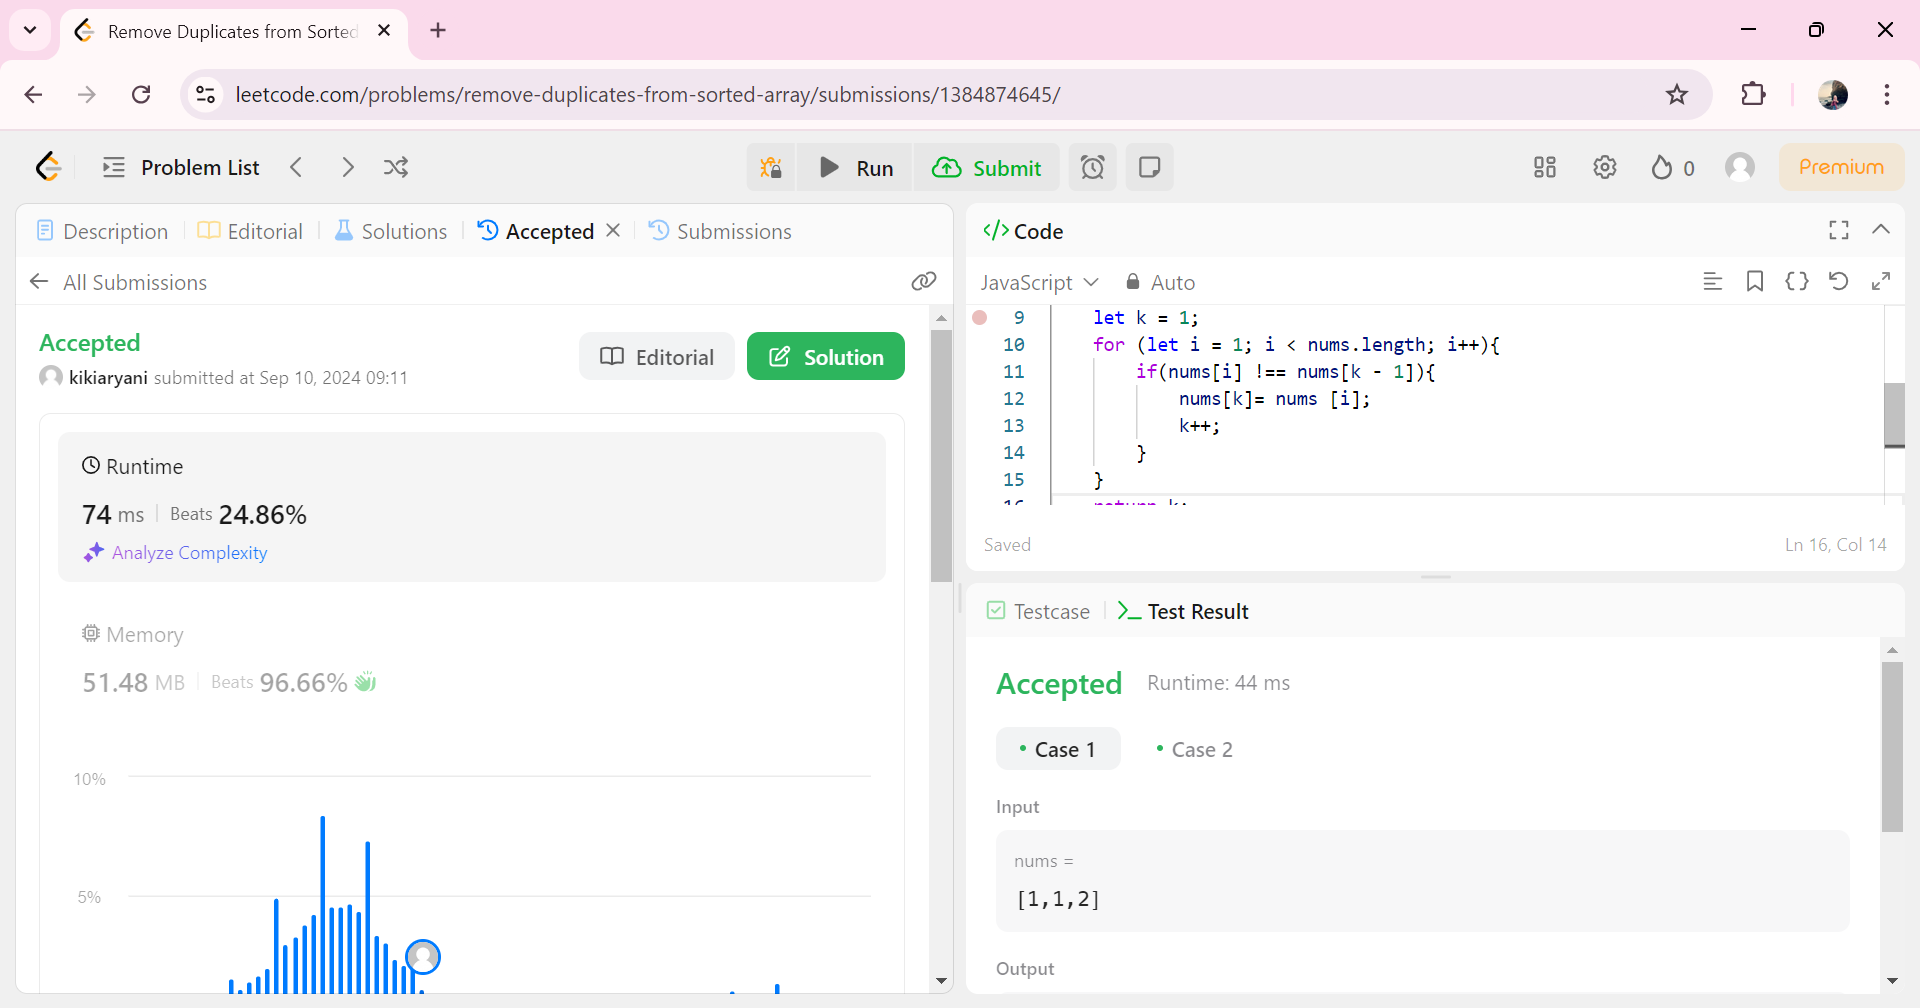 Remove Duplicates from Sorted
leetcode.com/problems/remove-duplicates-from-sorted-array/submissions/1384874645/
Problem List
Run
Submit
0
Premium
Description
Editorial
Solutions
Accepted
Submissions
All Submissions
Accepted
kikiaryani submitted at Sep 10, 2024 09:11
Editorial
Solution
Runtime
74 ms
Beats 24.86%
Analyze Complexity
Memory
51.48 MB
Beats 96.66%
10%
5%
</> Code
JavaScript
Auto
9 let k = 1;
10 for (let i = 1; i < nums.length; i++){
11 if(nums[i] !== nums[k - 1]){
12 nums[k]= nums [i];
13 k++;
14 }
15 }
16 return k;
Saved
Ln 16, Col 14
Testcase
Test Result
Accepted
Runtime: 44 ms
Case 1
Case 2
Input
nums =
[1,1,2]
Output